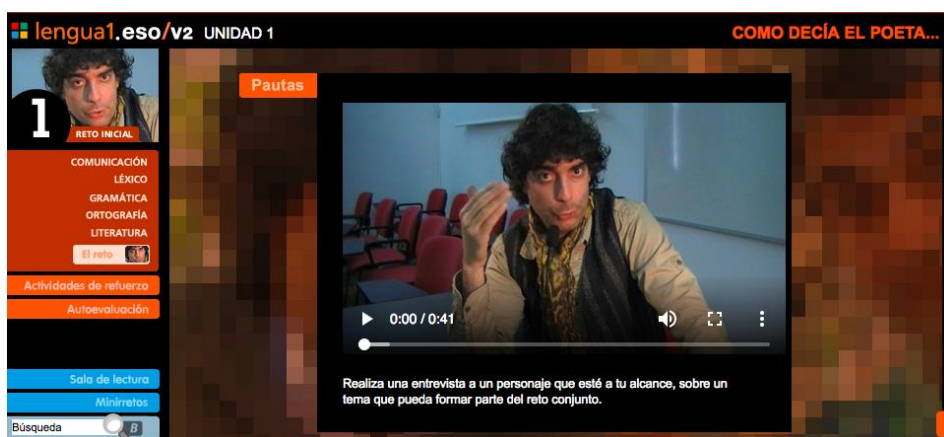 lengua1.eso/v2 UNIDAD 1
COMO DECÍA EL POETA...
1
RETO INICIAL
COMUNICACIÓN
LÉXICO
GRAMÁTICA
ORTOGRAFÍA
LITERATURA
El reto
Actividades de refuerzo
Autoevaluación
Sala de lectura
Minirretos
Búsqueda
B
Pautas
0:00 / 0:41
Realiza una entrevista a un personaje que esté a tu alcance, sobre un
tema que pueda formar parte del reto conjunto.